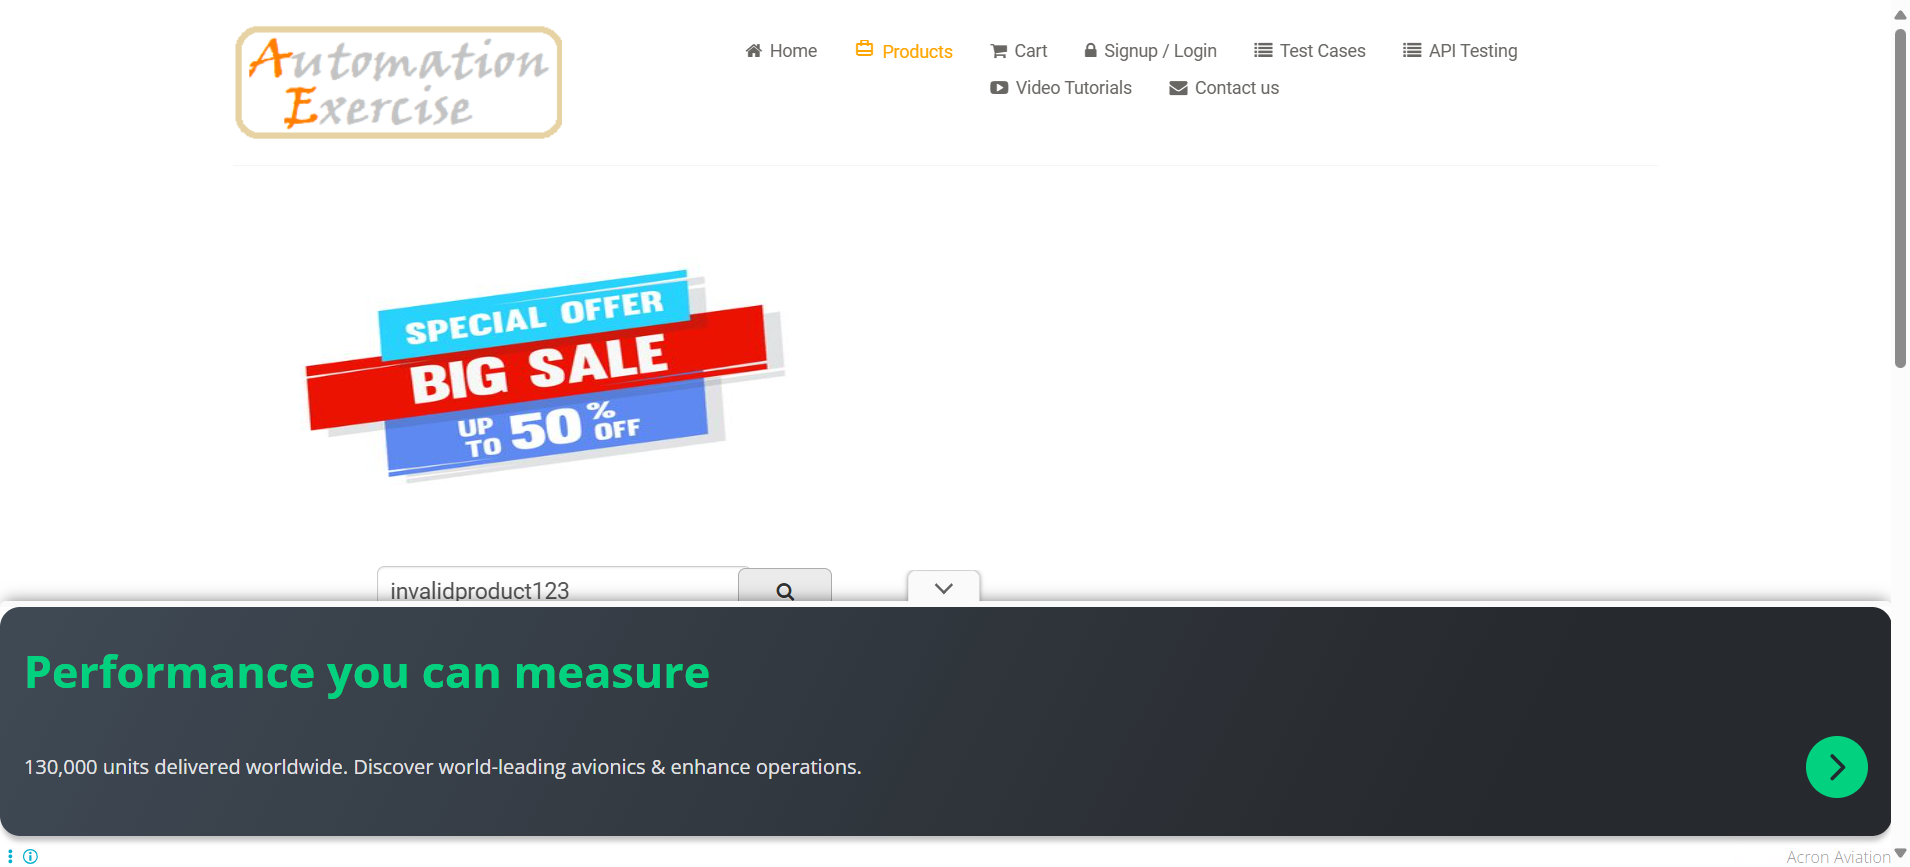 Automation
Exercise
Home
Products
Cart
Signup / Login
Test Cases
API Testing
Video Tutorials
Contact us
SPECIAL OFFER
BIG SALE
UP TO 50% OFF
invalidproduct123
Performance you can measure
130,000 units delivered worldwide. Discover world-leading avionics & enhance operations.
Acron Aviation